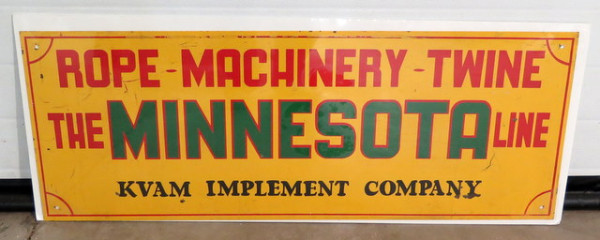 ROPE - MACHINERY - TWINE
THE MINNESOTA LINE
KVAM IMPLEMENT COMPANY